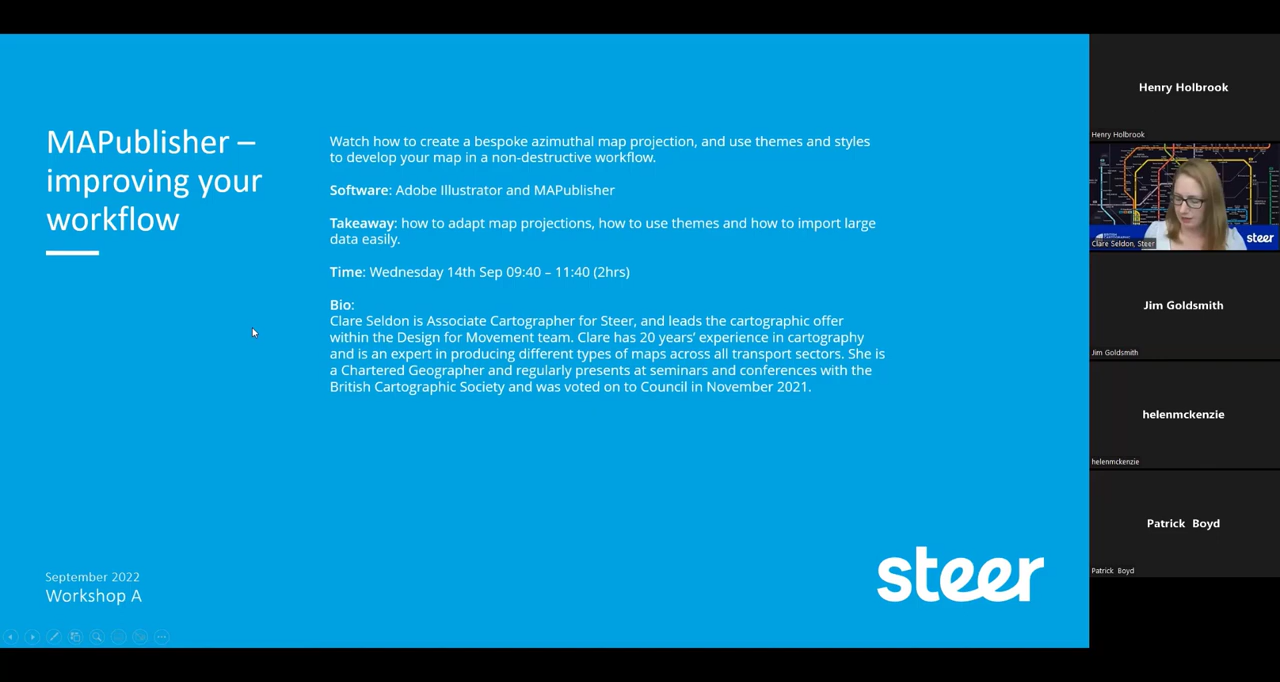 MAPublisher –
improving your
workflow
Watch how to create a bespoke azimuthal map projection, and use themes and styles
to develop your map in a non-destructive workflow.
Software: Adobe Illustrator and MAPublisher
Takeaway: how to adapt map projections, how to use themes and how to import large
data easily.
Time: Wednesday 14th Sep 09:40 – 11:40 (2hrs)
Bio:
Clare Seldon is Associate Cartographer for Steer, and leads the cartographic offer
within the Design for Movement team. Clare has 20 years’ experience in cartography
and is an expert in producing different types of maps across all transport sectors. She is
a Chartered Geographer and regularly presents at seminars and conferences with the
British Cartographic Society and was voted on to Council in November 2021.
September 2022
Workshop A
steer
Henry Holbrook
Henry Holbrook
steer
Clare Seldon, Steer
Jim Goldsmith
Jim Goldsmith
helenmckenzie
helenmckenzie
Patrick Boyd
Patrick Boyd